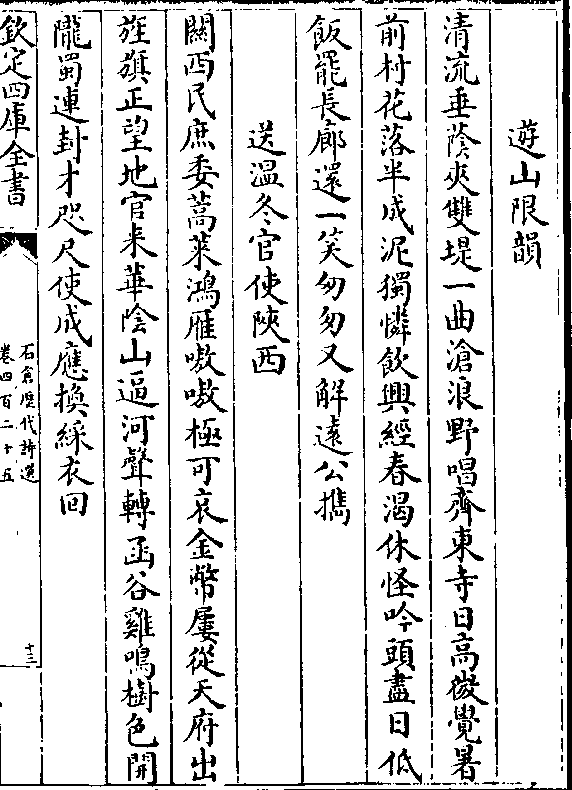 遊山限韻
清流垂蔭夾雙堤一曲滄浪野唱齊東寺日高微覺暑
前村花落半成泥獨憐飲興經春渴休怪吟頭盡日低
飯罷長廊還一笑匆匆又解遠公攜
送溫冬官使陜西
關西民庶委蒿萊鴻雁嗷嗷極可哀金幣屢從天府出
旌旗正望地官来華陰山逼河聲轉函谷雞鳴樹色開
隴蜀連封才咫尺使成應換綵衣回
欽定四庫全書
石倉歴代詩選
卷四百二十五
十三